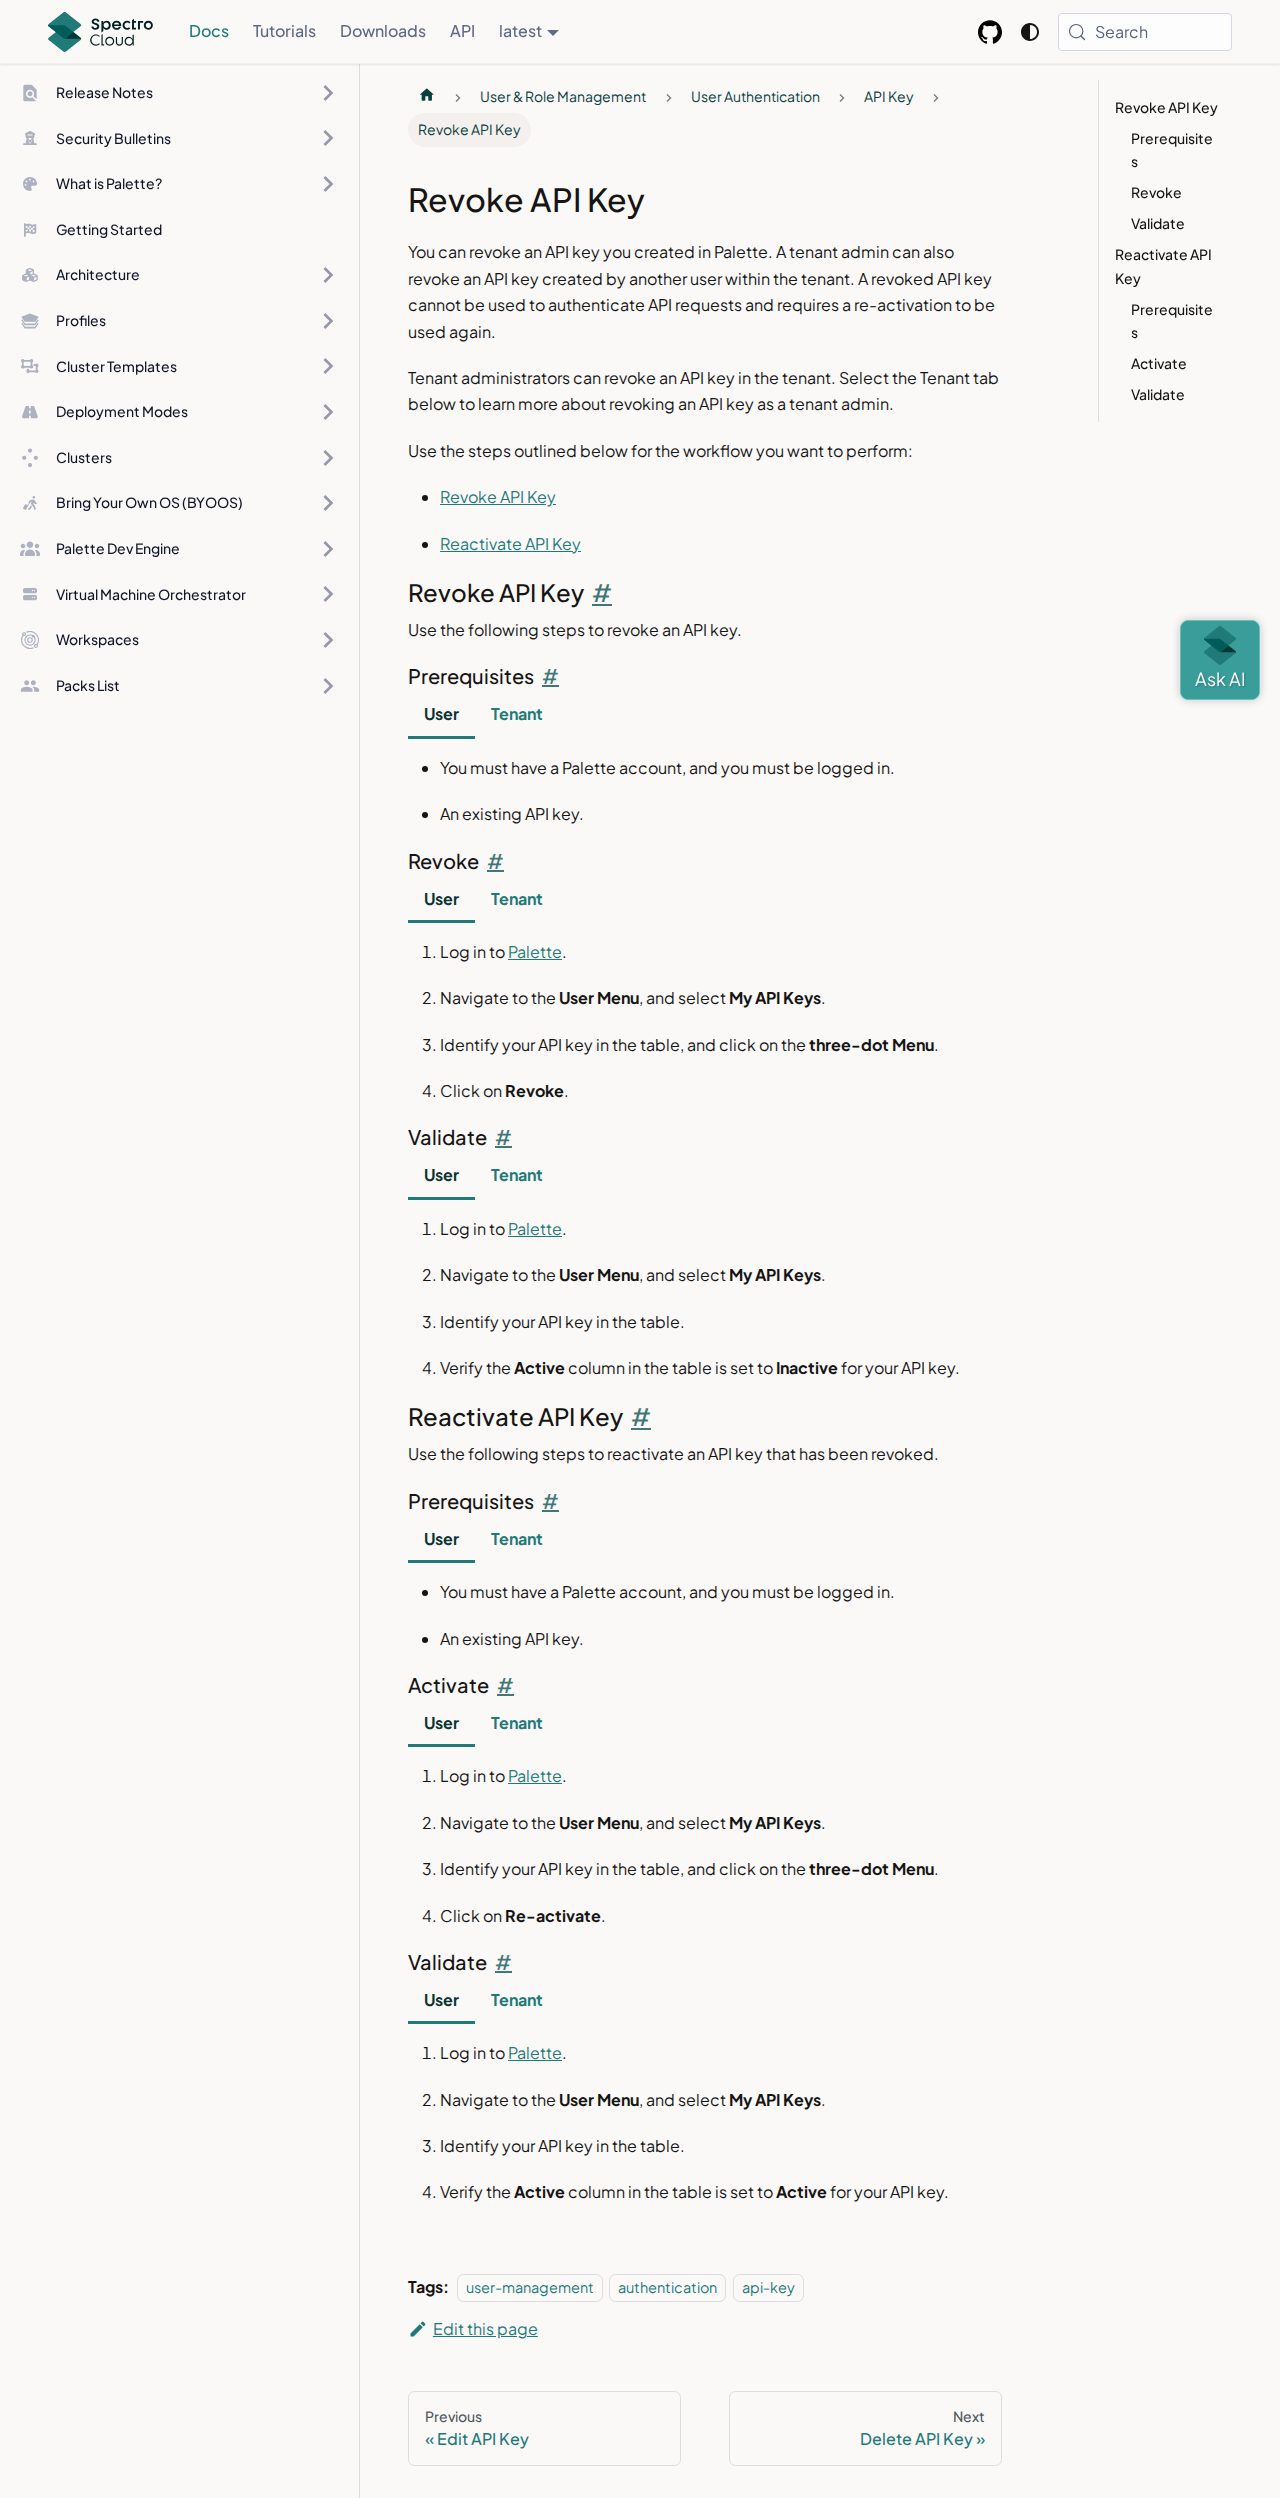 Spectro
Cloud
Docs
Tutorials
Downloads
API
latest
Search
Release Notes
Security Bulletins
What is Palette?
Getting Started
Architecture
Profiles
Cluster Templates
Deployment Modes
Clusters
Bring Your Own OS (BYOOS)
Palette Dev Engine
Virtual Machine Orchestrator
Workspaces
Packs List
User & Role Management
User Authentication
API Key
Revoke API Key
Revoke API Key
You can revoke an API key you created in Palette. A tenant admin can also
revoke an API key created by another user within the tenant. A revoked API key
cannot be used to authenticate API requests and requires a re-activation to be
used again.
Tenant administrators can revoke an API key in the tenant. Select the Tenant tab
below to learn more about revoking an API key as a tenant admin.
Use the steps outlined below for the workflow you want to perform:
• Revoke API Key
• Reactivate API Key
Revoke API Key #
Use the following steps to revoke an API key.
Prerequisites #
User Tenant
• You must have a Palette account, and you must be logged in.
• An existing API key.
Revoke #
User Tenant
1. Log in to Palette.
2. Navigate to the User Menu, and select My API Keys.
3. Identify your API key in the table, and click on the three-dot Menu.
4. Click on Revoke.
Validate #
User Tenant
1. Log in to Palette.
2. Navigate to the User Menu, and select My API Keys.
3. Identify your API key in the table.
4. Verify the Active column in the table is set to Inactive for your API key.
Reactivate API Key #
Use the following steps to reactivate an API key that has been revoked.
Prerequisites #
User Tenant
• You must have a Palette account, and you must be logged in.
• An existing API key.
Activate #
User Tenant
1. Log in to Palette.
2. Navigate to the User Menu, and select My API Keys.
3. Identify your API key in the table, and click on the three-dot Menu.
4. Click on Re-activate.
Validate #
User Tenant
1. Log in to Palette.
2. Navigate to the User Menu, and select My API Keys.
3. Identify your API key in the table.
4. Verify the Active column in the table is set to Active for your API key.
Tags: user-management authentication api-key
Edit this page
Previous
« Edit API Key
Next
Delete API Key »
Revoke API Key
Prerequisite
s
Revoke
Validate
Reactivate API
Key
Prerequisite
s
Activate
Validate
Ask AI